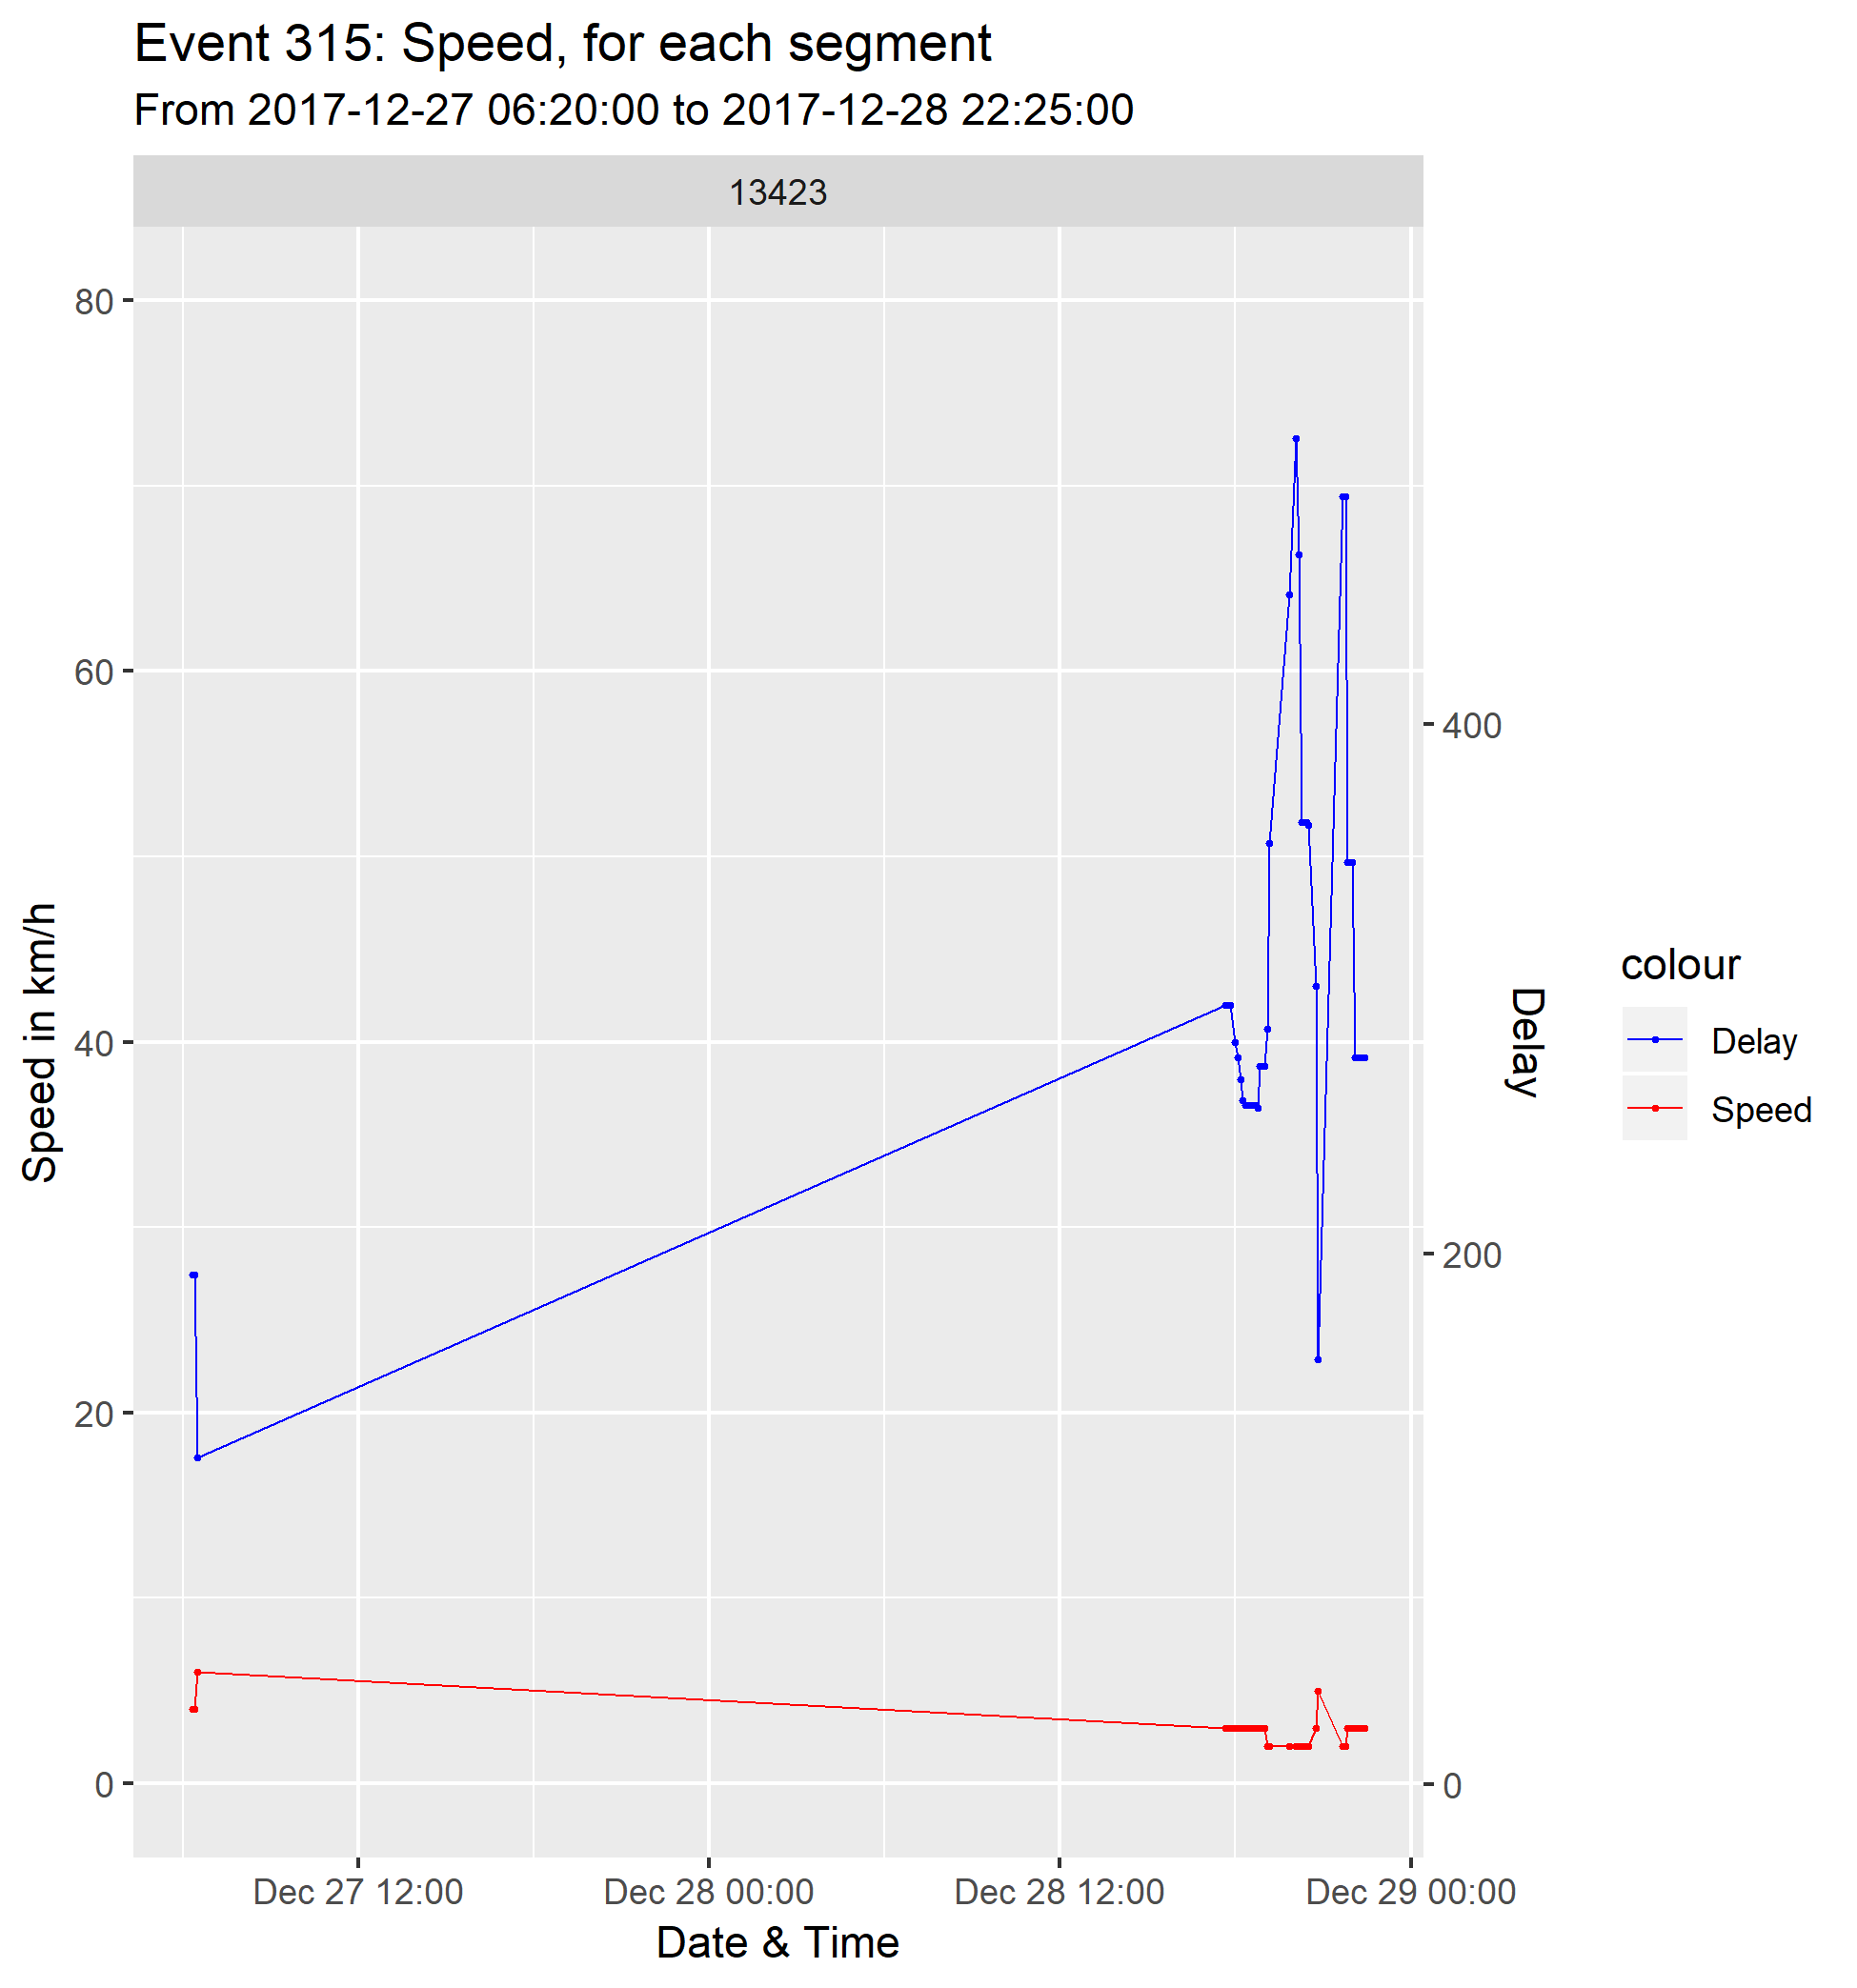 Event 315: Speed, for each segment
From 2017-12-27 06:20:00 to 2017-12-28 22:25:00
13423
80
60
40
20
0
Speed in km/h
400
200
0
Delay
colour
Delay
Speed
Dec 27 12:00
Dec 28 00:00
Dec 28 12:00
Dec 29 00:00
Date & Time